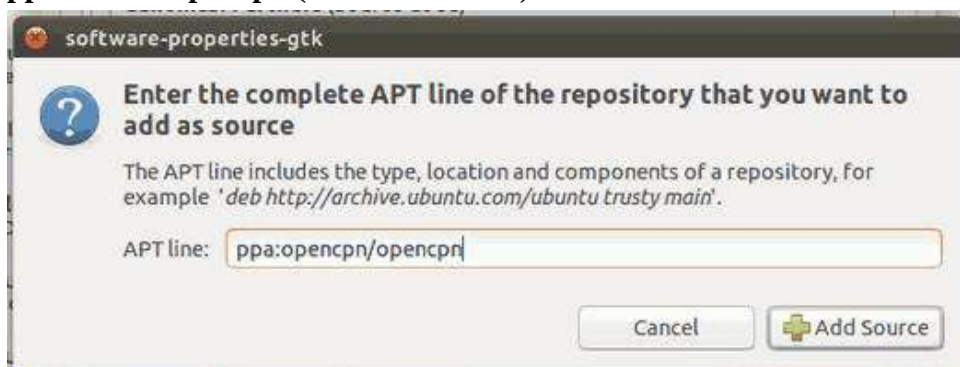 software-properties-gtk
Enter the complete APT line of the repository that you want to
add as source
The APT line includes the type, location and components of a repository, for
example 'deb http://archive.ubuntu.com/ubuntu trusty main'.
APT line: ppa:opencpn/opencpn
Cancel Add Source